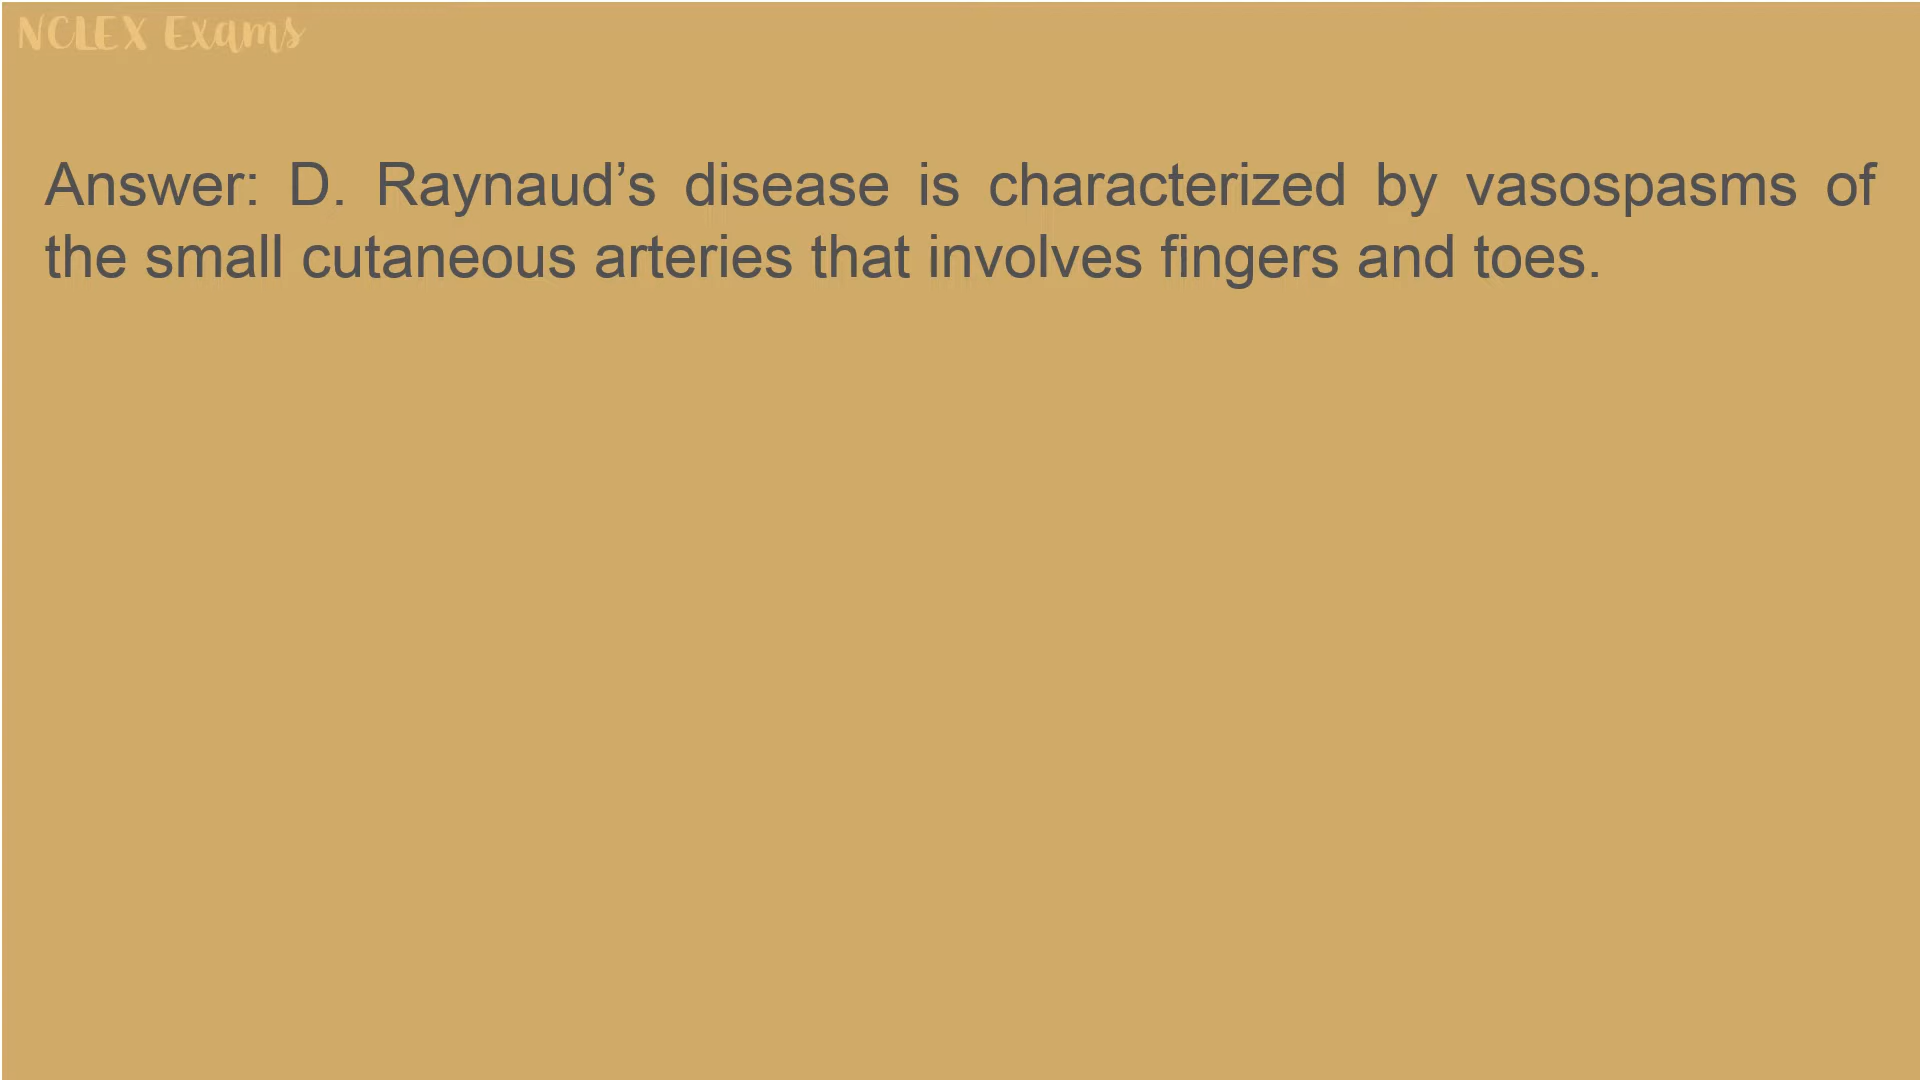 NCLEX Exams
Answer: D. Raynaud’s disease is characterized by vasospasms of
the small cutaneous arteries that involves fingers and toes.